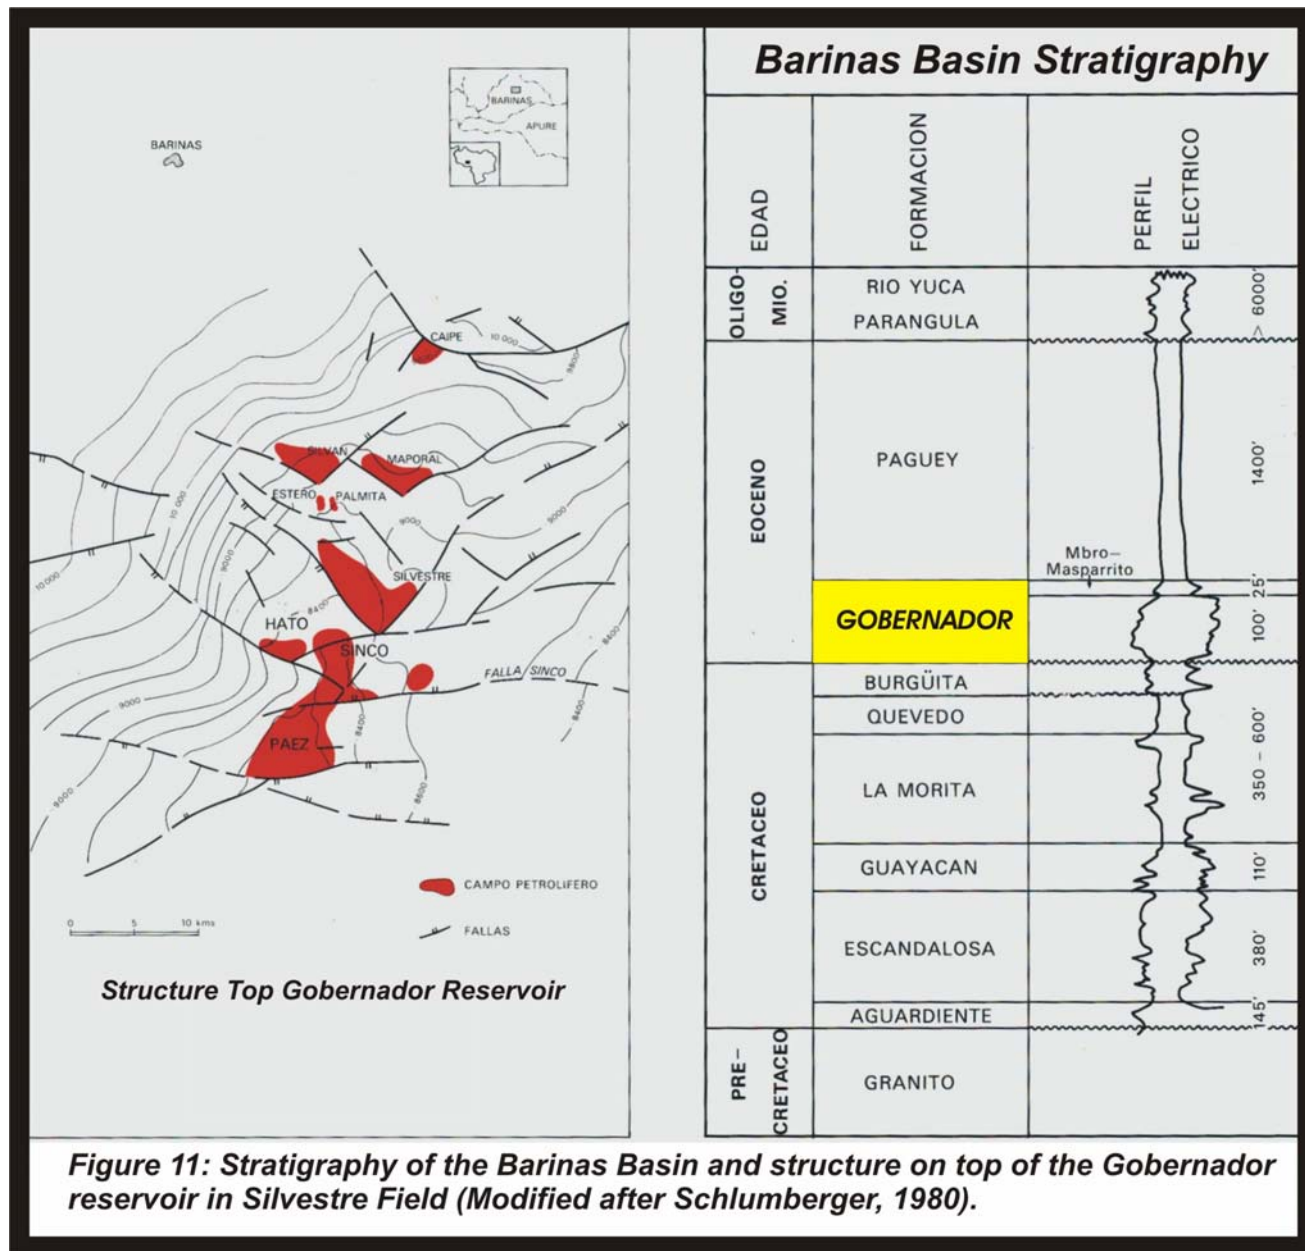 BARINAS
BARINAS
APURE
CAIPE
10 000
9800
SILVAN
MAPORAL
ESTERO
PALMITA
10 000
9000
9000
9000
SILVESTRE
10 000
8400
HATO
SINCO
8400
FALLA SINCO
9000
8400
8400
PAEZ
8600
9000
CAMPO PETROLIFERO
0 5 10 kms
FALLAS
Structure Top Gobernador Reservoir
Barinas Basin Stratigraphy
EDAD
FORMACION
PERFIL
ELECTRICO
OLIGO-
MIO.
RIO YUCA
PARANGULA
> 6000'
EOCENO
PAGUEY
1400'
Mbro-
Masparrito
25'
GOBERNADOR
100'
CRETACEO
BURGÜITA
QUEVEDO
350 - 600'
LA MORITA
GUAYACAN
110'
ESCANDALOSA
380'
AGUARDIENTE
145'
PRE-
CRETACEO
GRANITO
Figure 11: Stratigraphy of the Barinas Basin and structure on top of the Gobernador
reservoir in Silvestre Field (Modified after Schlumberger, 1980).